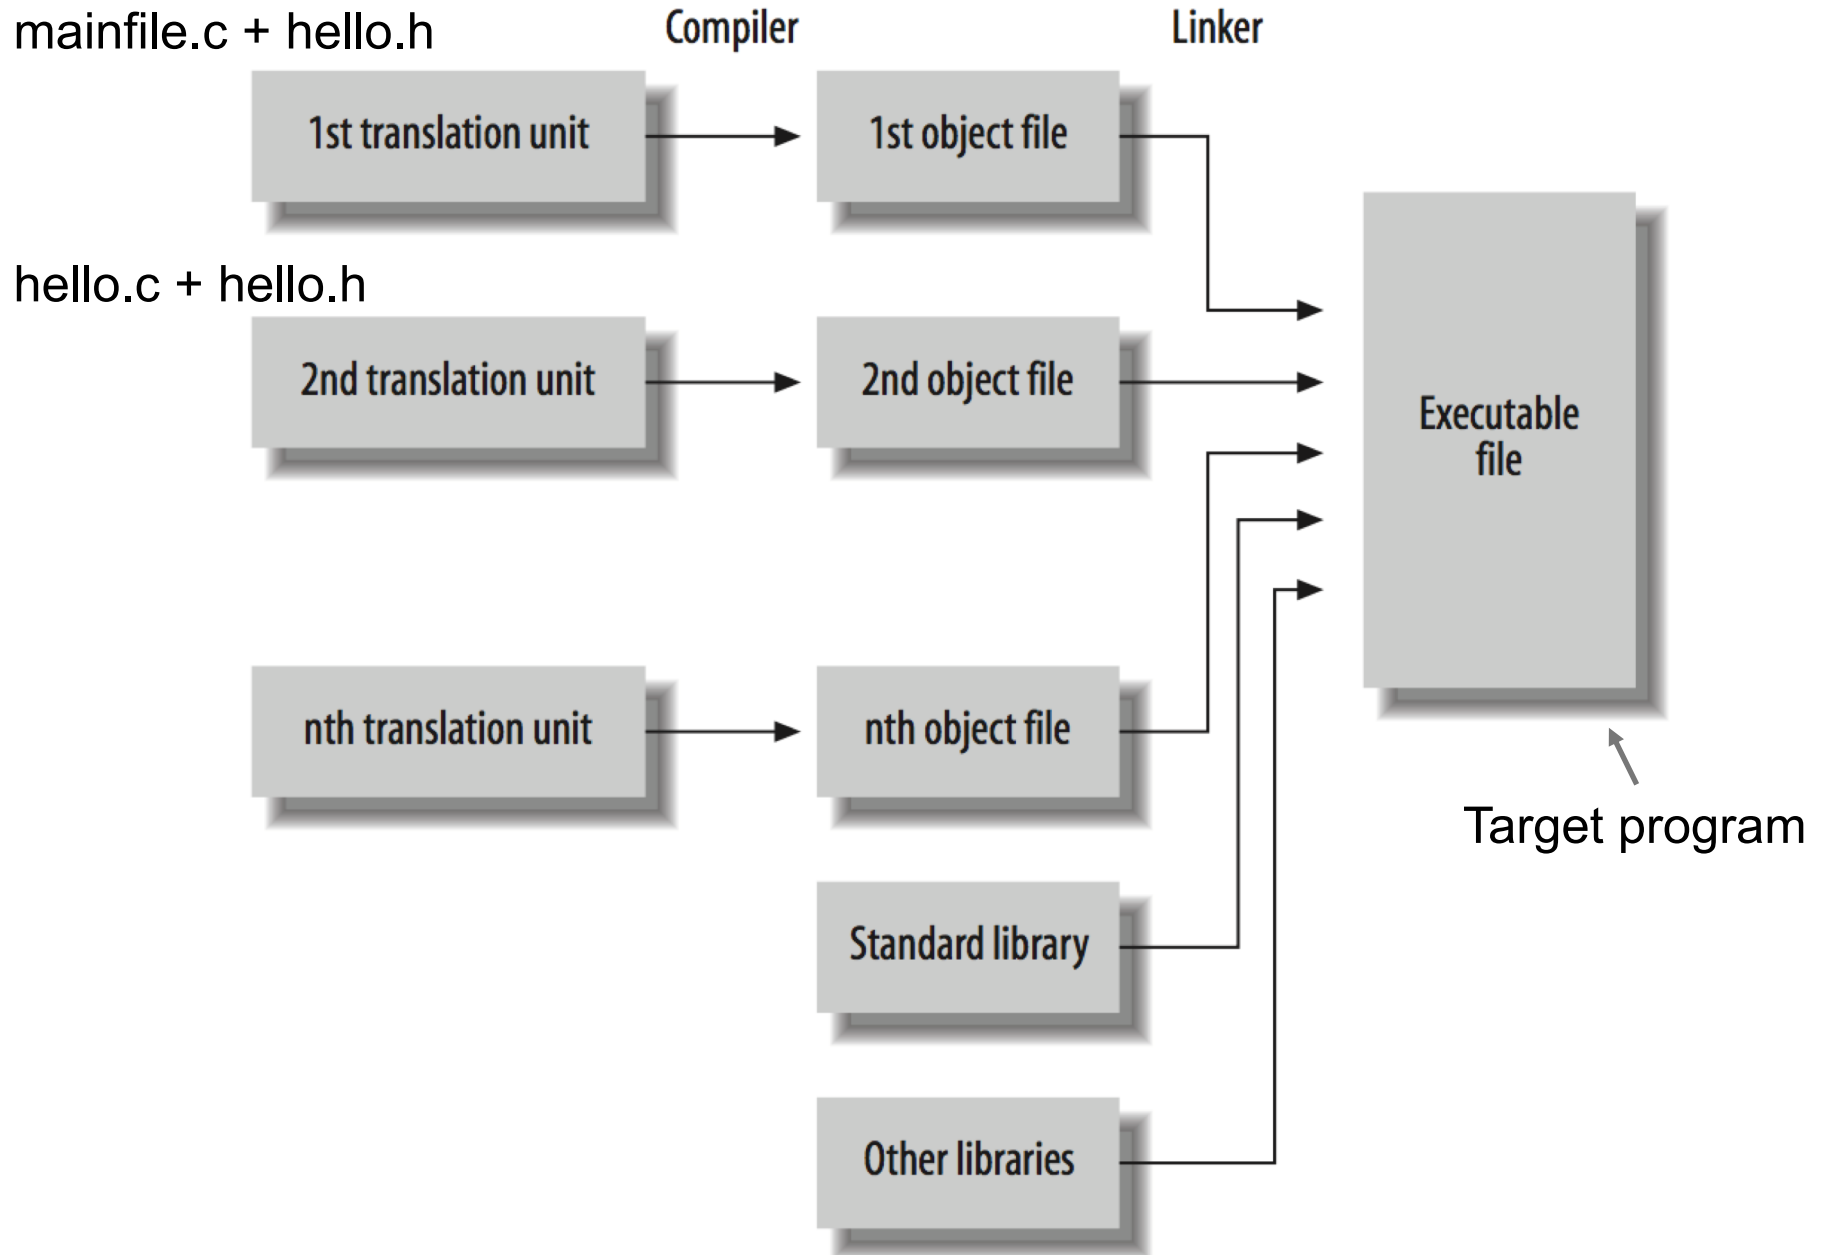 mainfile.c + hello.h
Compiler
Linker
1st translation unit
1st object file
hello.c + hello.h
2nd translation unit
2nd object file
Executable
file
nth translation unit
nth object file
Target program
Standard library
Other libraries